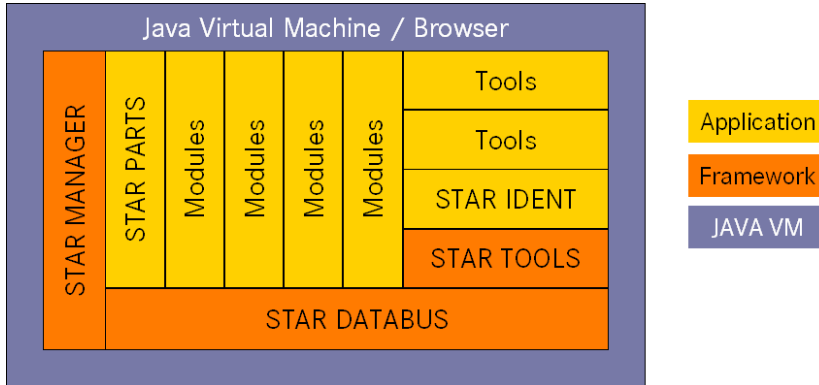 Java Virtual Machine / Browser
STAR MANAGER
STAR PARTS
Modules
Modules
Modules
Modules
Tools
Tools
STAR IDENT
STAR TOOLS
STAR DATABUS
Application
Framework
JAVA VM